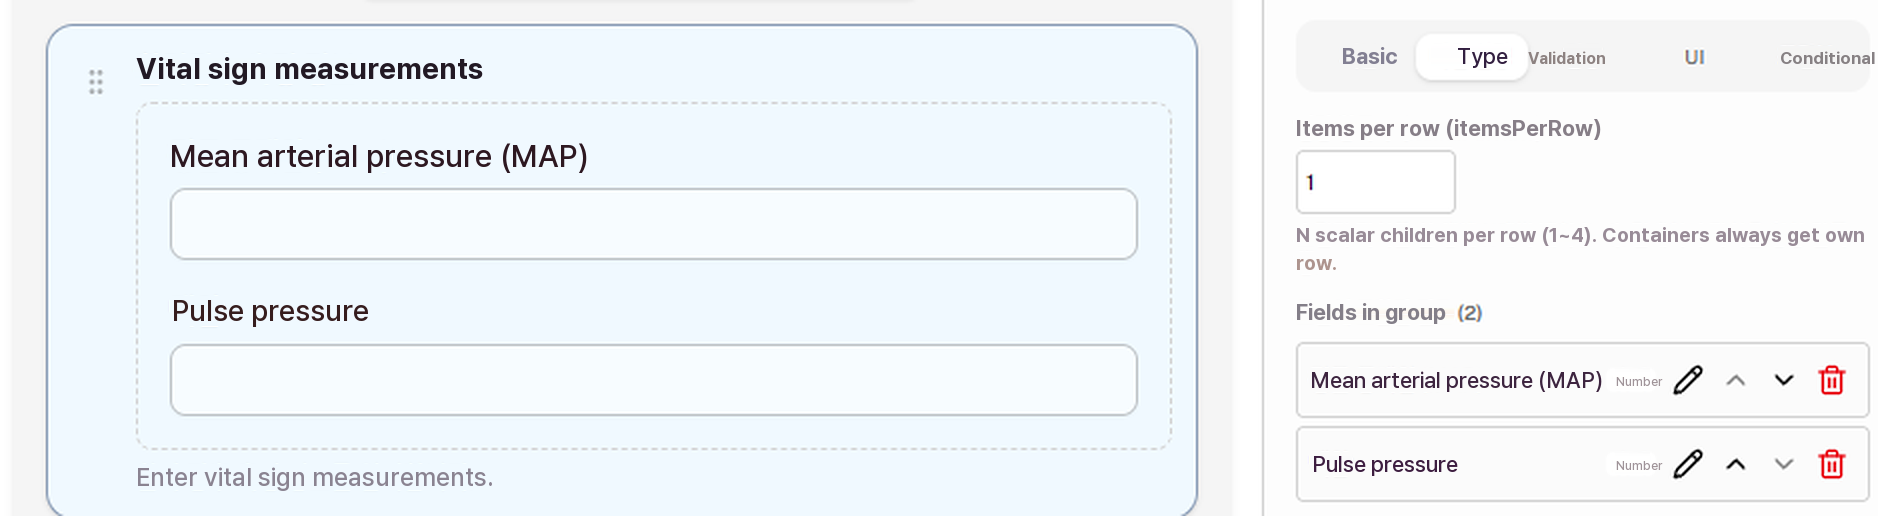 Vital sign measurements
Mean arterial pressure (MAP)
Pulse pressure
Enter vital sign measurements.
Basic Type Validation UI Conditional
Items per row (itemsPerRow)
1
N scalar children per row (1~4). Containers always get own
row.
Fields in group (2)
Mean arterial pressure (MAP) Number
Pulse pressure Number